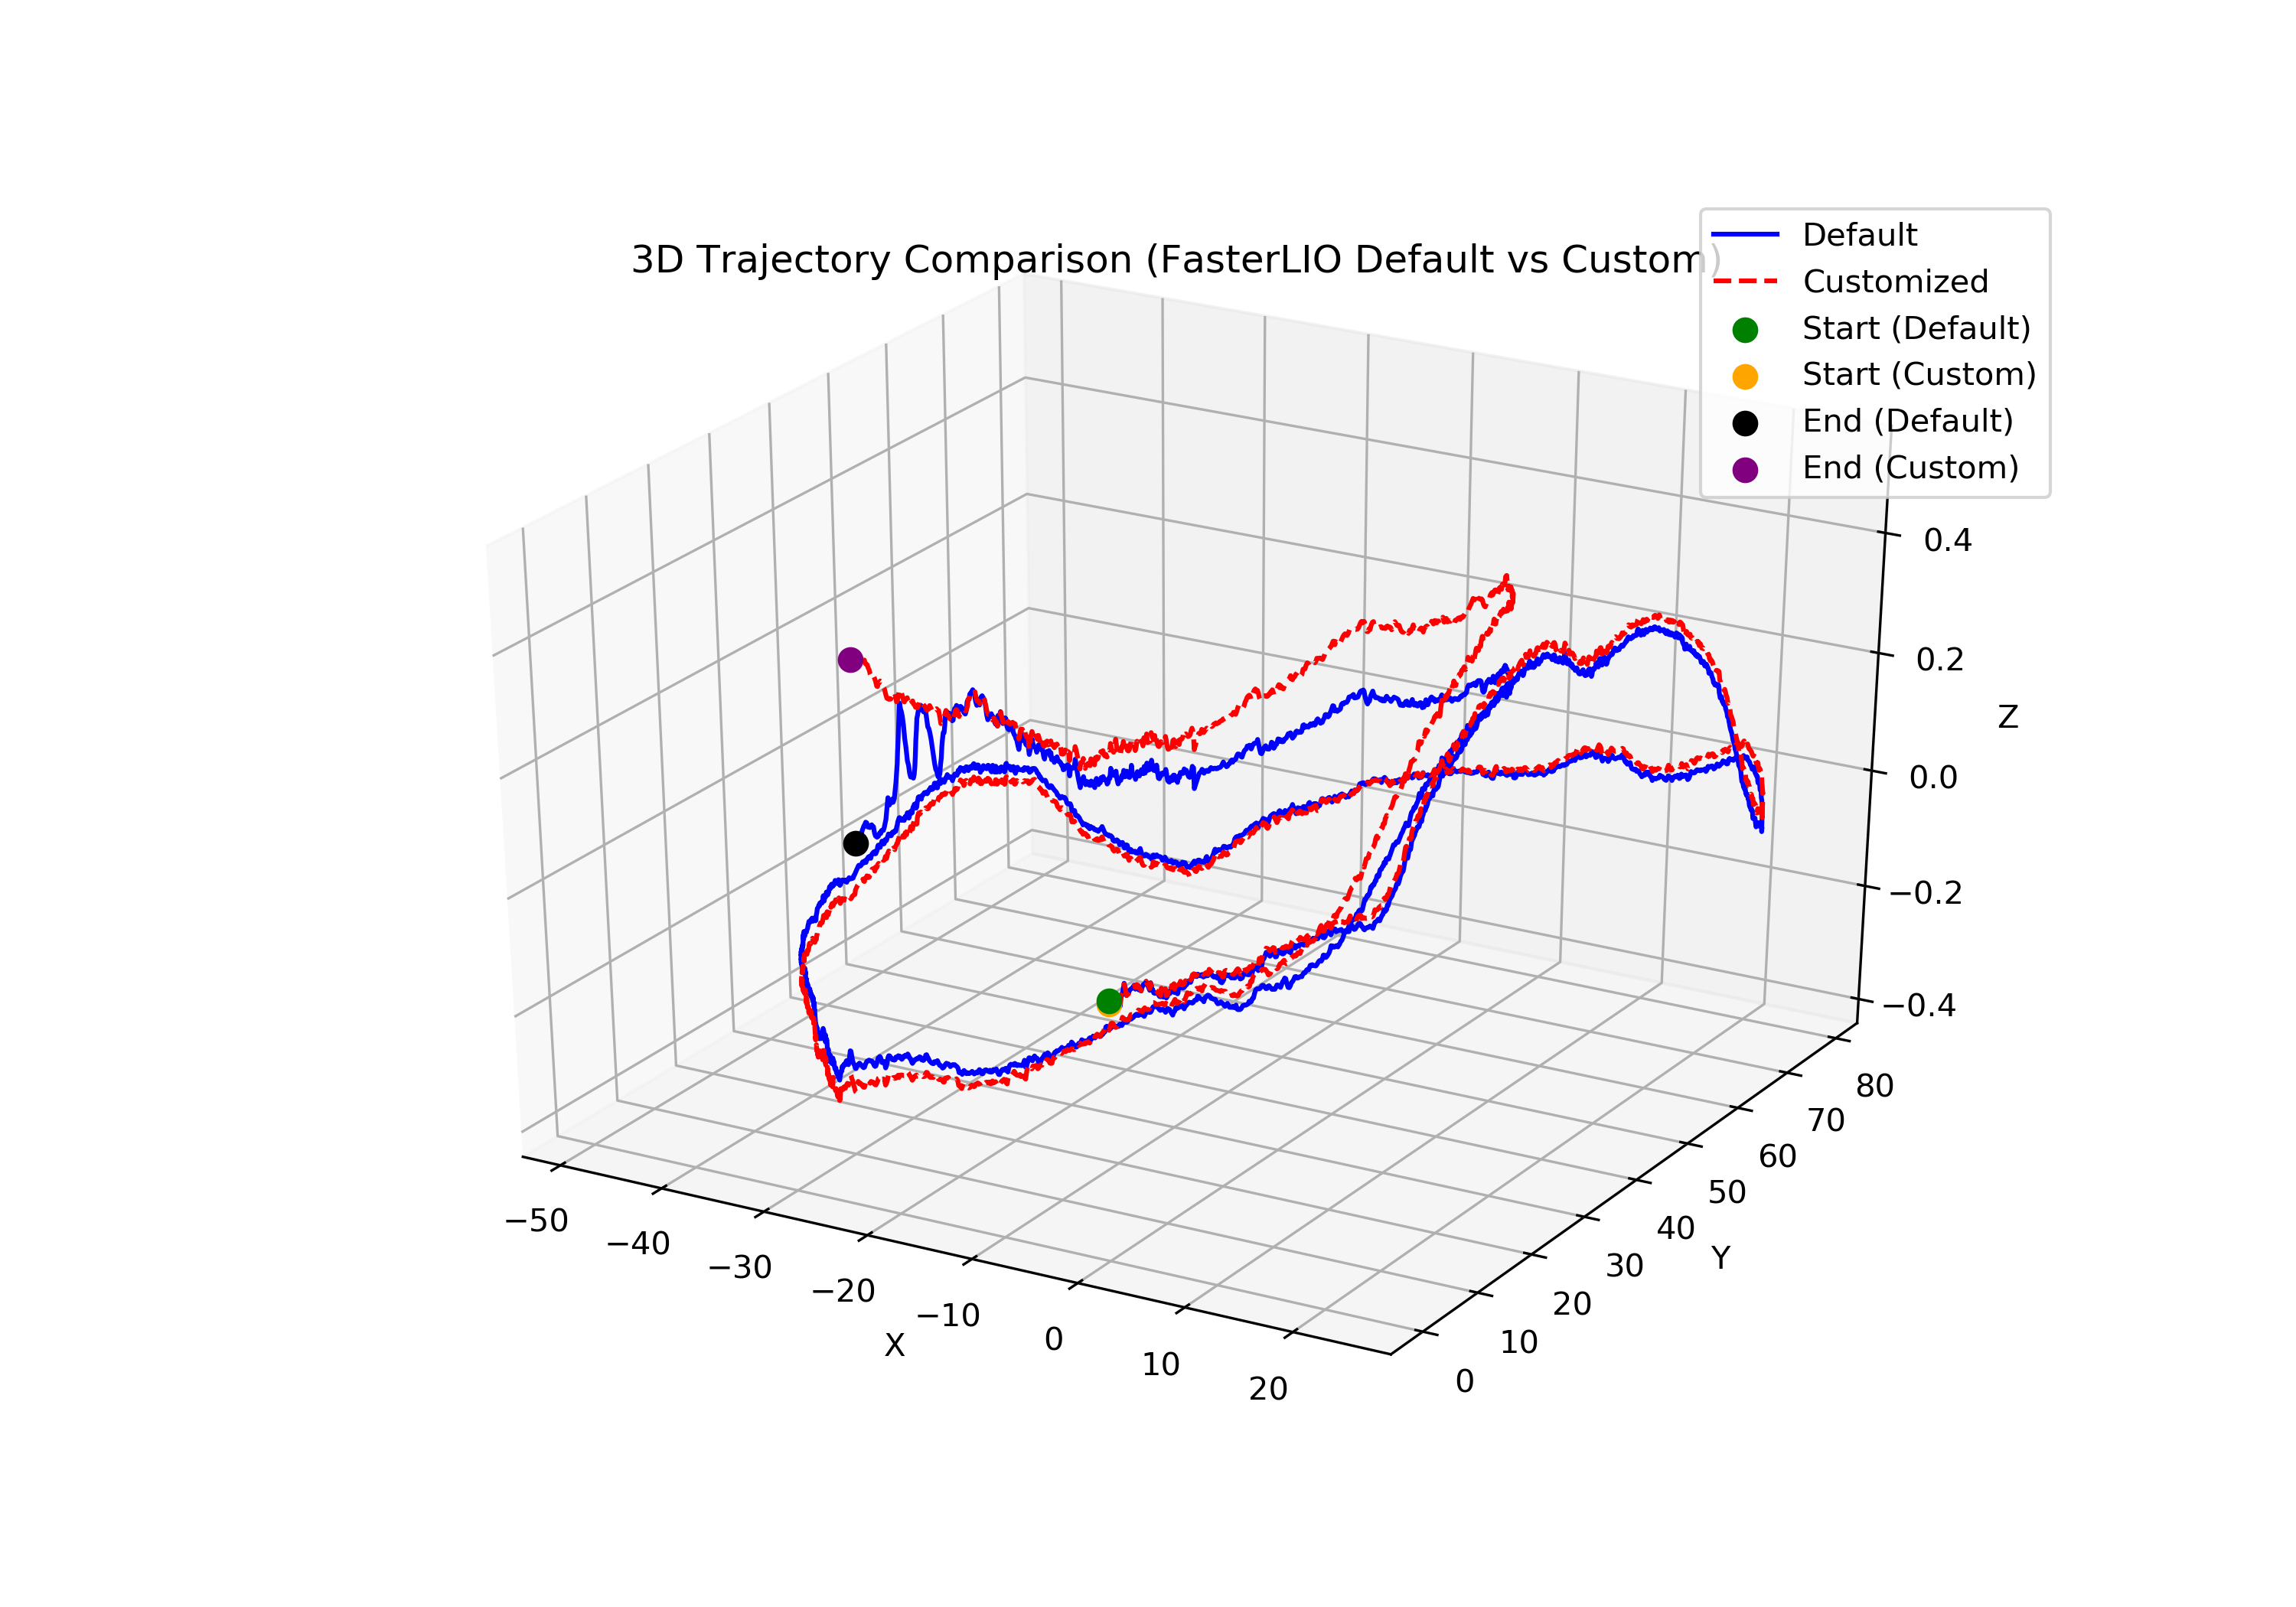 3D Trajectory Comparison (FasterLIO Default vs Custom)
Default
Customized
Start (Default)
Start (Custom)
End (Default)
End (Custom)
0.4
0.2
0.0
−0.2
−0.4
Z
80
70
60
50
40
30
20
10
0
Y
−50
−40
−30
−20
−10
0
10
20
X